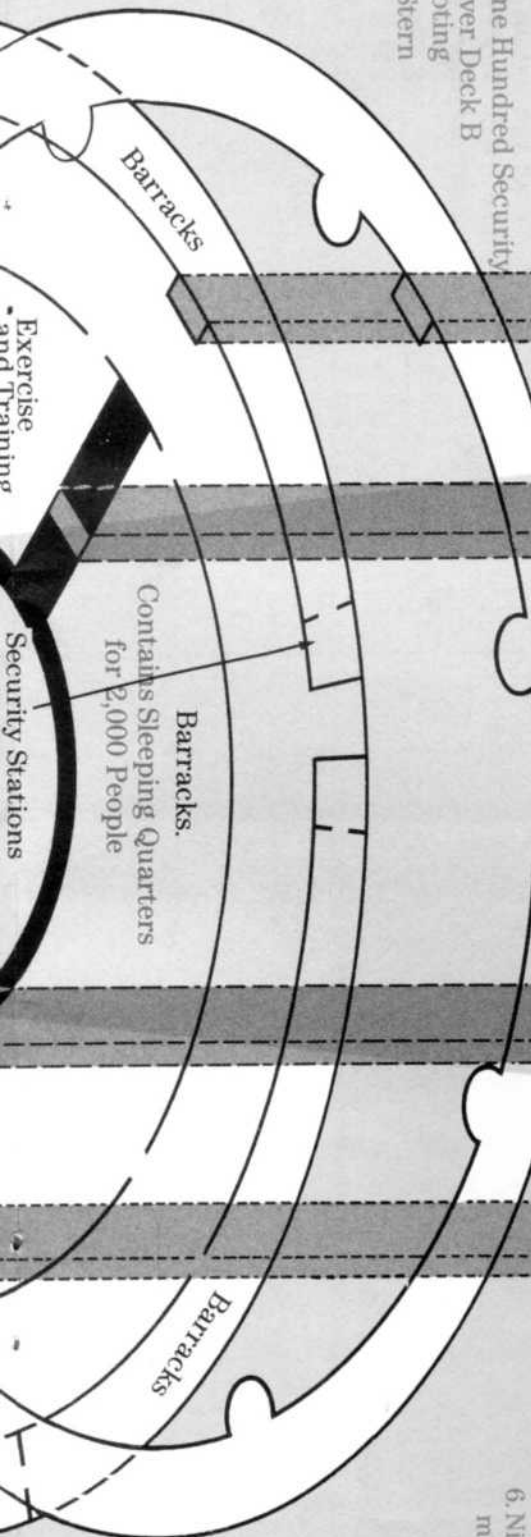 ne Hundred Security
ver Deck B
oting
Stern
Barracks
Exercise
and Training
Security Stations
Barracks.
Contains Sleeping Quarters
for 2,000 People
Barracks
6. N
m